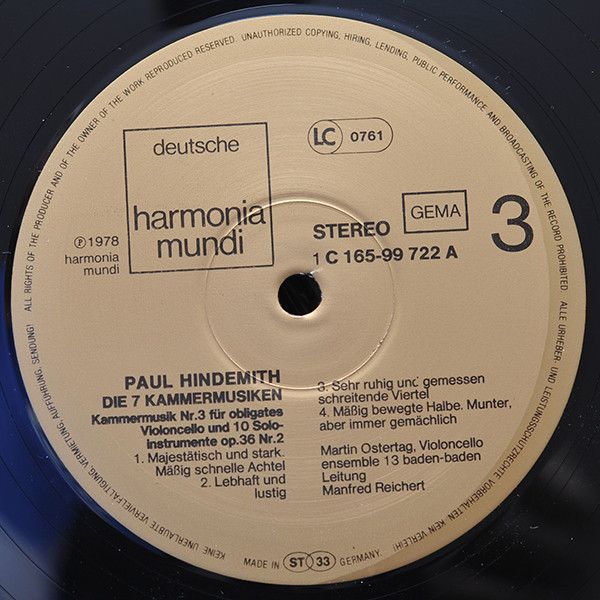 ALL RIGHTS OF THE PRODUCER AND OF THE OWNER OF THE WORK REPRODUCED RESERVED. UNAUTHORIZED COPYING, HIRING, LENDING, PUBLIC PERFORMANCE AND BROADCASTING OF THE RECORD PROHIBITED. ALLE URHEBER- UND LEISTUNGSSCHUTZRECHTE VORBEHALTEN. KEIN VERLEIH! KEINE UNERLAUBTE VERVIELFÄLTIGUNG, VERMIETUNG, AUFFÜHRUNG, SENDUNG!
deutsche
harmonia
mundi
LC 0761
℗ 1978
harmonia
mundi
STEREO
GEMA
3
1 C 165-99 722 A
PAUL HINDEMITH
DIE 7 KAMMERMUSIKEN
Kammermusik Nr.3 für obligates
Violoncello und 10 Solo-
instrumente op.36 Nr.2
1. Majestätisch und stark.
Mäßig schnelle Achtel
2. Lebhaft und
lustig
3. Sehr ruhig und gemessen
schreitende Viertel
4. Mäßig bewegte Halbe. Munter,
aber immer gemächlich
Martin Ostertag, Violoncello
ensemble 13 baden-baden
Leitung
Manfred Reichert
MADE IN ST 33 GERMANY.